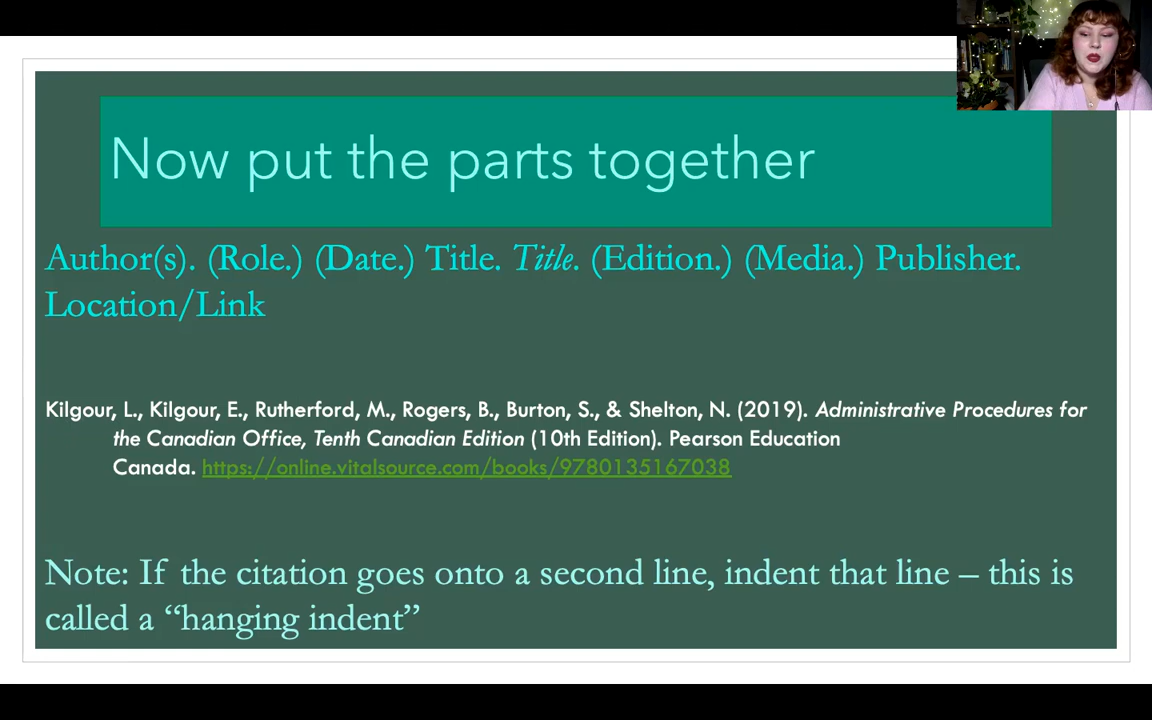 Now put the parts together
Author(s). (Role.) (Date.) Title. Title. (Edition.) (Media.) Publisher.
Location/Link
Kilgour, L., Kilgour, E., Rutherford, M., Rogers, B., Burton, S., & Shelton, N. (2019). Administrative Procedures for
the Canadian Office, Tenth Canadian Edition (10th Edition). Pearson Education
Canada. https://online.vitalsource.com/books/9780135167038
Note: If the citation goes onto a second line, indent that line – this is
called a “hanging indent”